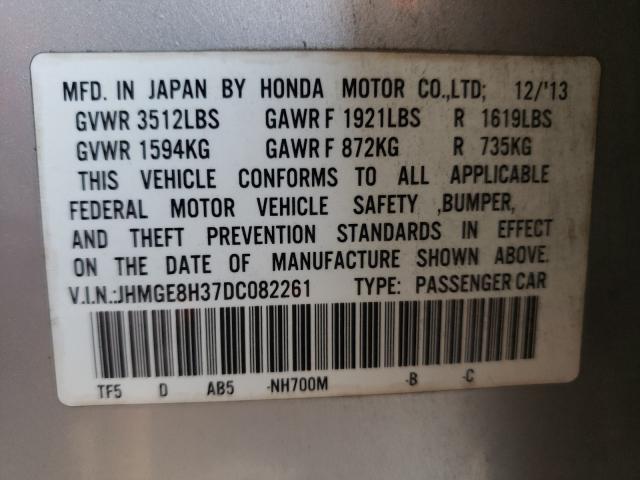 MFD. IN JAPAN BY HONDA MOTOR CO.,LTD; 12/'13
GVWR 3512LBS GAWR F 1921LBS R 1619LBS
GVWR 1594KG GAWR F 872KG R 735KG
THIS VEHICLE CONFORMS TO ALL APPLICABLE
FEDERAL MOTOR VEHICLE SAFETY ,BUMPER,
AND THEFT PREVENTION STANDARDS IN EFFECT
ON THE DATE OF MANUFACTURE SHOWN ABOVE.
V.I.N.:JHMGE8H37DC082261 TYPE: PASSENGER CAR
TF5 D AB5 -NH700M -B -C